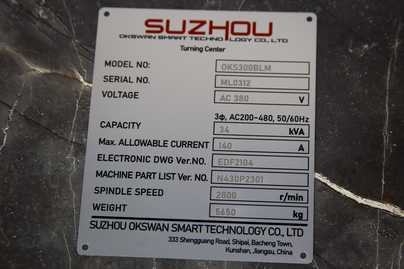 SUZHOU
OKSWAN SMART TECHNOLOGY CO., LTD
Turning Center
MODEL NO: OKS300BLM
SERIAL NO. ML0312
VOLTAGE AC 380 V
3ф, AC200~480, 50/60Hz
CAPACITY 34 kVA
Max. ALLOWABLE CURRENT 140 A
ELECTRONIC DWG Ver.NO. EDF2104
MACHINE PART LIST Ver. NO. N430P2301
SPINDLE SPEED 2800 r/min
WEIGHT 5650 kg
SUZHOU OKSWAN SMART TECHNOLOGY CO., LTD
333 Shengguang Road, Shipai, Bacheng Town,
Kunshan, Jiangsu, China